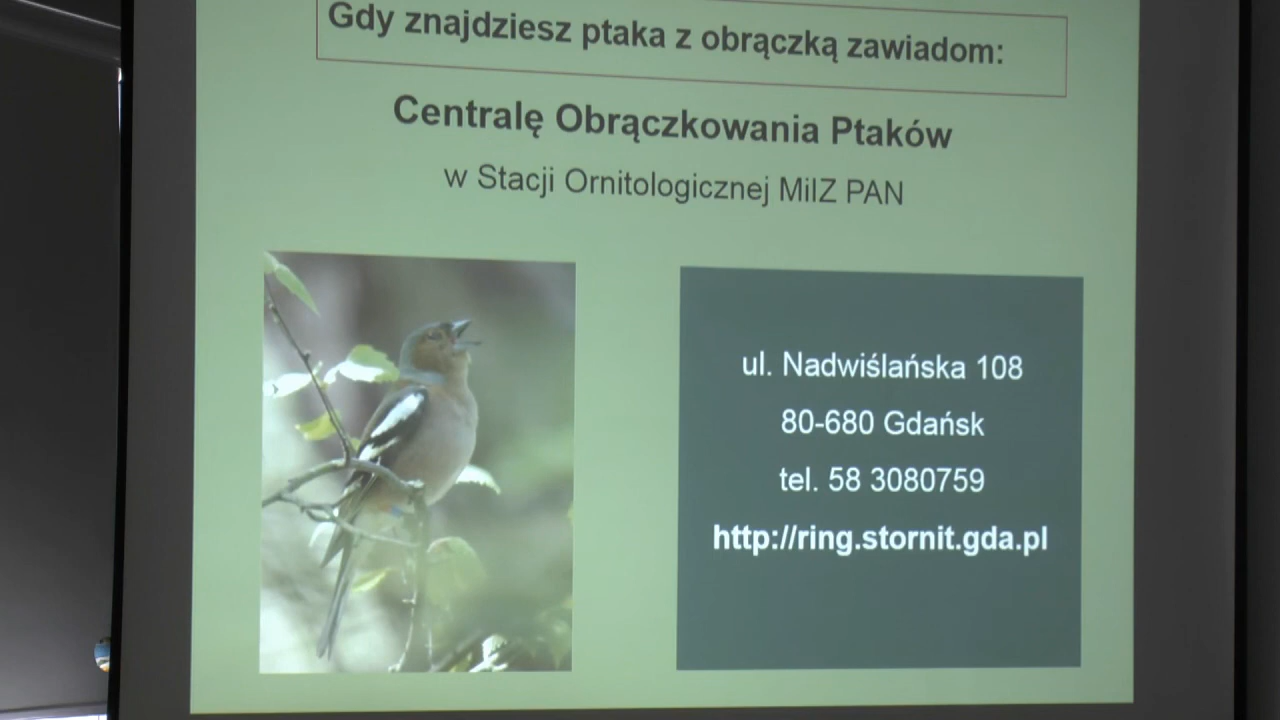 Gdy znajdziesz ptaka z obrączką zawiadom:
Centralę Obrączkowania Ptaków
w Stacji Ornitologicznej MiIZ PAN
ul. Nadwiślańska 108
80-680 Gdańsk
tel. 58 3080759
http://ring.stornit.gda.pl